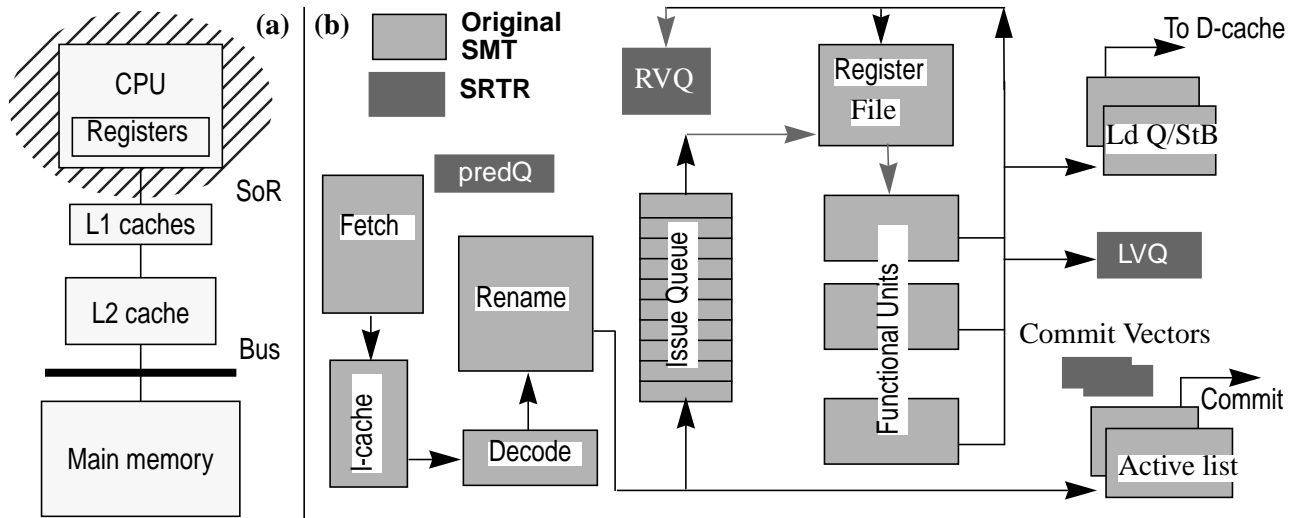 (a)
CPU
Registers
SoR
L1 caches
L2 cache
Bus
Main memory
(b)
Original
SMT
SRTR
predQ
Fetch
I-cache
Decode
Rename
Issue Queue
RVQ
Register
File
Functional Units
To D-cache
Ld Q/StB
LVQ
Commit Vectors
Commit
Active list